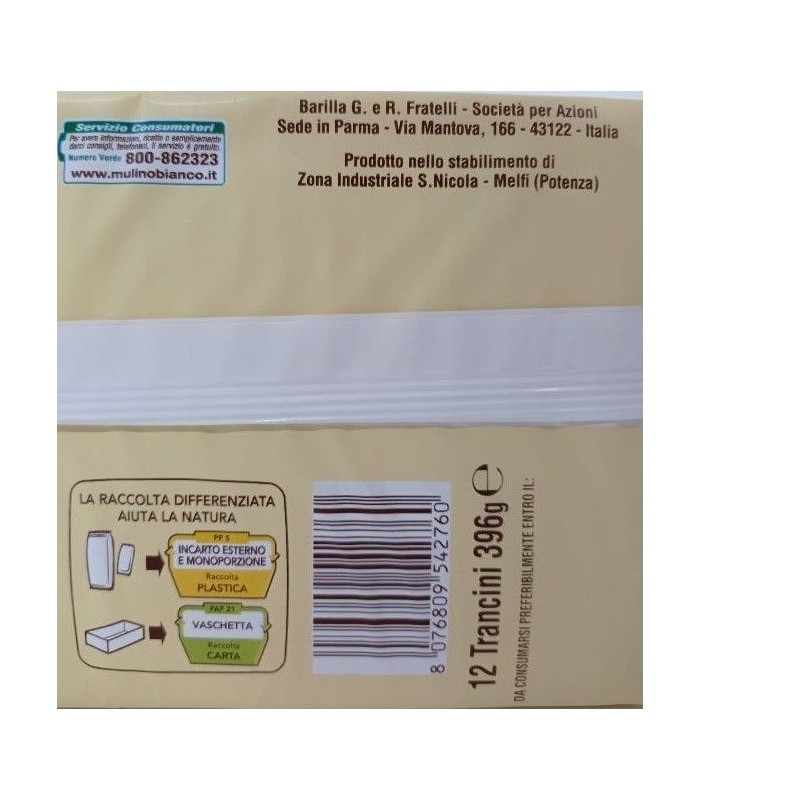 Servizio Consumatori
Per avere informazioni, ricette o semplicemente
darci consigli, telefonaci, il servizio è gratuito.
Numero Verde 800-862323
www.mulinobianco.it
Barilla G. e R. Fratelli - Società per Azioni
Sede in Parma - Via Mantova, 166 - 43122 - Italia
Prodotto nello stabilimento di
Zona Industriale S.Nicola - Melfi (Potenza)
LA RACCOLTA DIFFERENZIATA
AIUTA LA NATURA
PP 5
INCARTO ESTERNO
E MONOPORZIONE
Raccolta
PLASTICA
PAP 21
VASCHETTA
Raccolta
CARTA
8 076809 542760
12 Trancini 396g e
DA CONSUMARSI PREFERIBILMENTE ENTRO IL: